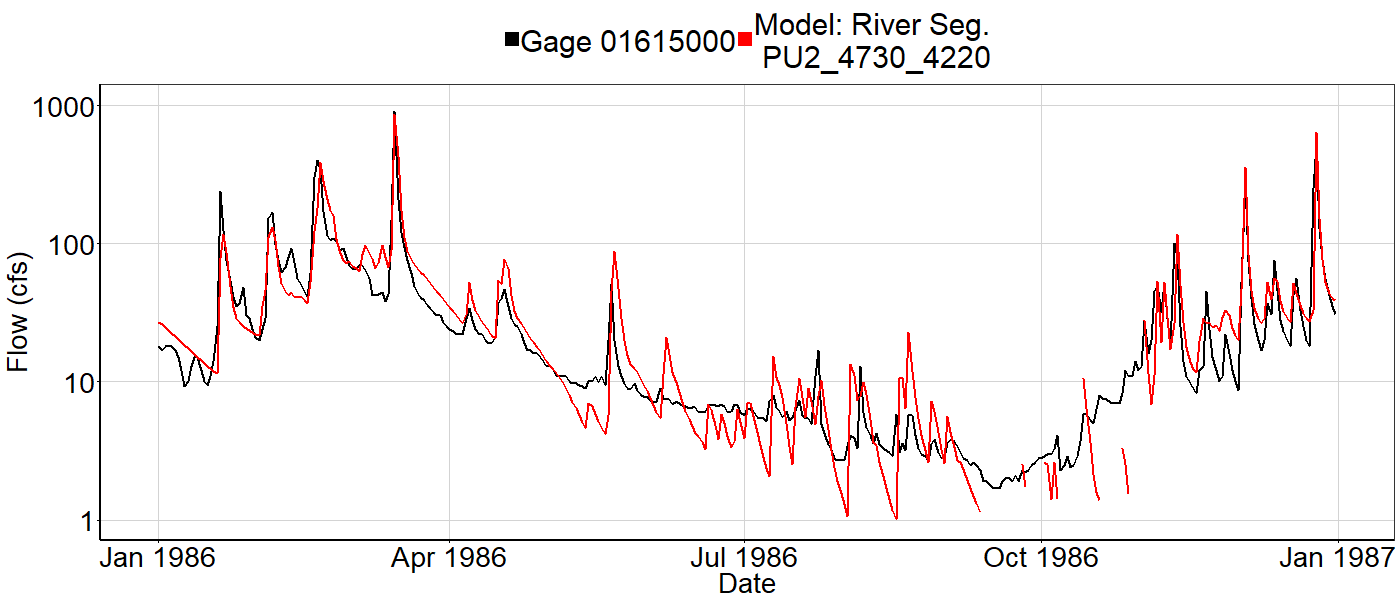 Gage 01615000
Model: River Seg.
PU2_4730_4220
1000
100
10
1
Flow (cfs)
Jan 1986
Apr 1986
Jul 1986
Oct 1986
Jan 1987
Date